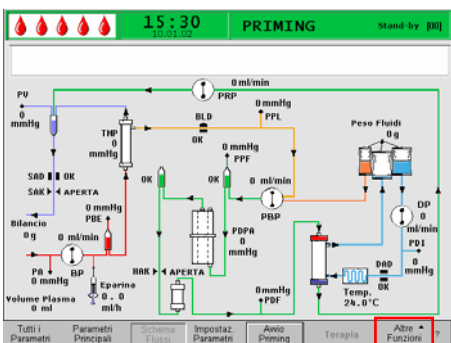 15:30
10.01.02
PRIMING
Stand-by [00]
0 ml/min
PRP
PV
0
mmHg
TMP
0
mmHg
BLD
OK
0 mmHg
PPL
0 mmHg
PPF
Peso Fluidi
0 g
SAD OK
SAK APERTA
OK
OK
0 ml/min
PBP
DP
0
ml/min
0 mmHg
PBE
Bilancio
0 g
0 ml/min
BP
PDPA
0
mmHg
PDI
0
mmHg
PA
0 mmHg
Eparina
0.0
ml/h
HAK APERTA
DAD
OK
Volume Plasma
0 ml
0 mmHg
PDF
Temp.
24.0°C
Tutti i
Parametri
Parametri
Principali
Schema
Flussi
Impostaz.
Parametri
Avvio
Priming
Terapia
Altre
Funzioni
?